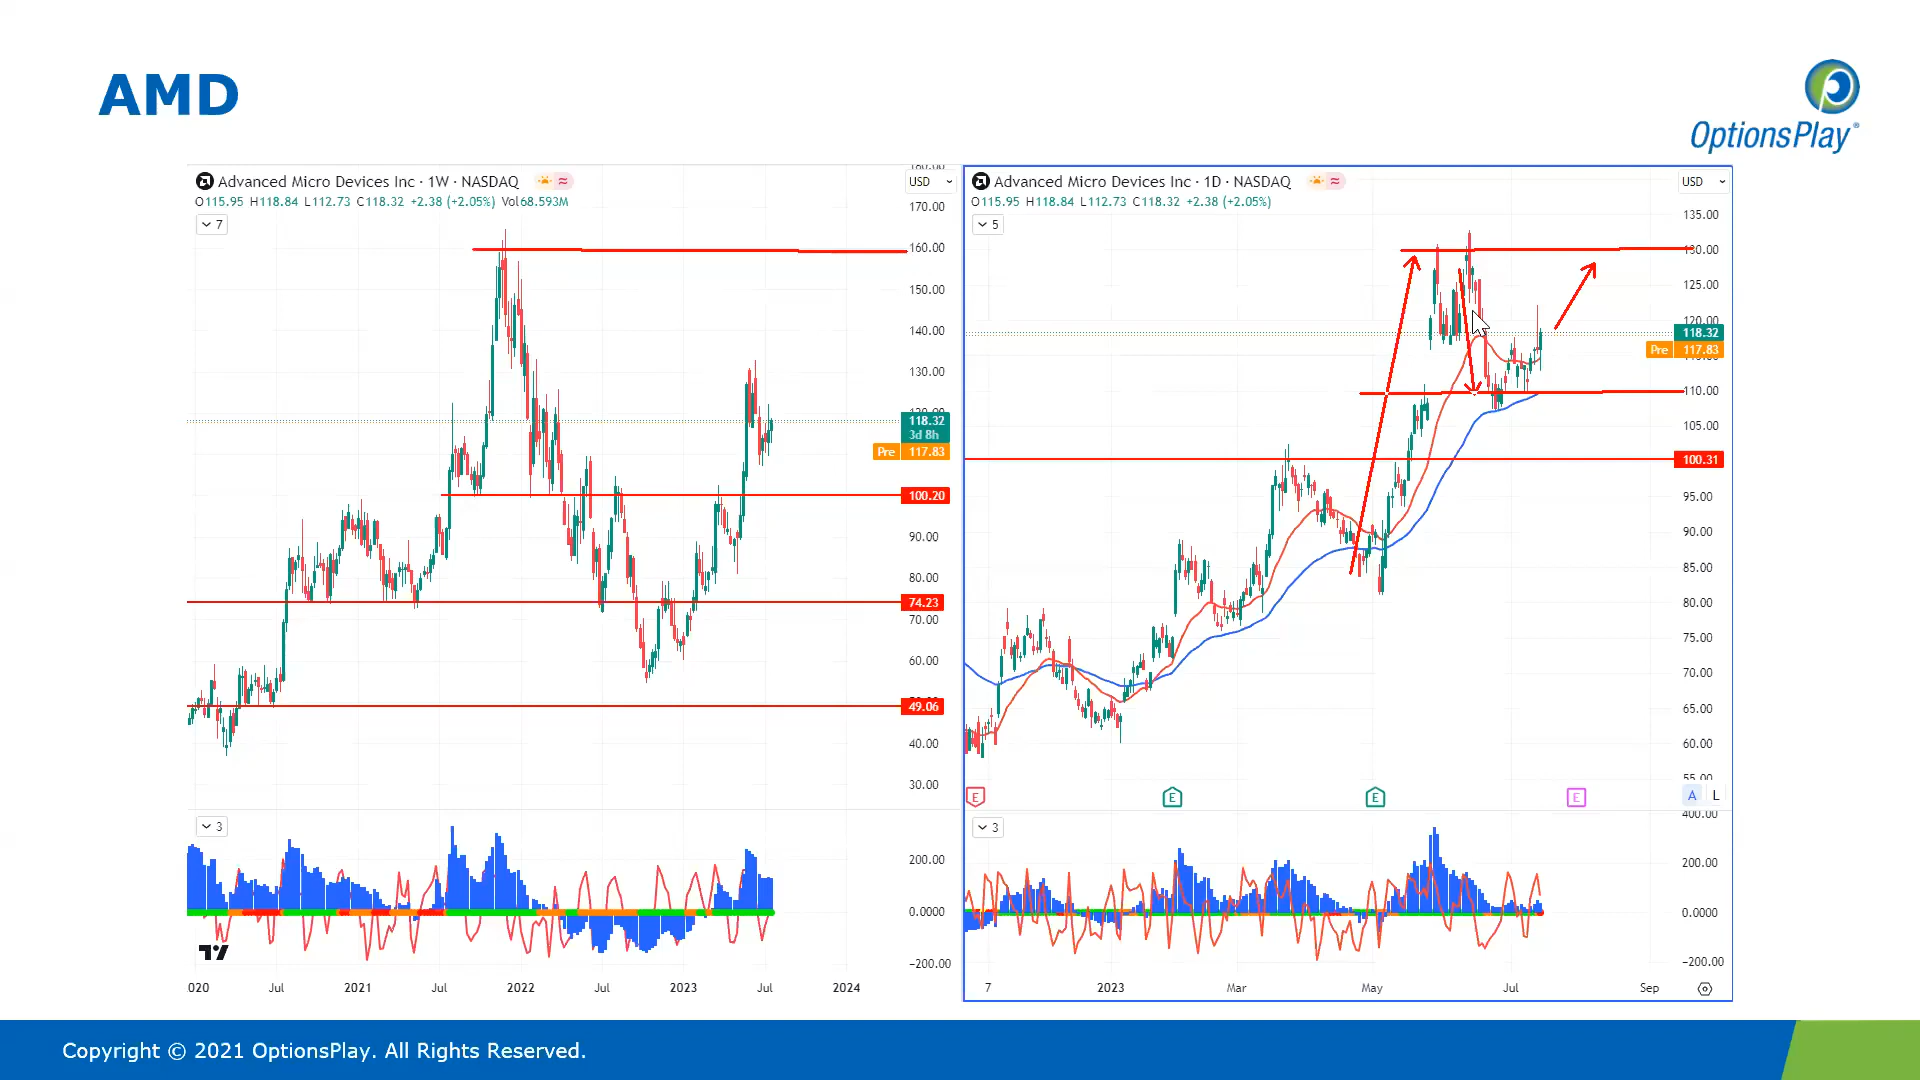 AMD
OptionsPlay®
Advanced Micro Devices Inc · 1W · NASDAQ
O115.95 H118.84 L112.73 C118.32 +2.38 (+2.05%) Vol68.593M
7
USD
180.00
170.00
160.00
150.00
140.00
130.00
120.00
118.32
3d 8h
Pre 117.83
100.20
90.00
80.00
74.23
70.00
60.00
49.06
40.00
30.00
3
200.00
0.0000
−200.00
020 Jul 2021 Jul 2022 Jul 2023 Jul 2024
Advanced Micro Devices Inc · 1D · NASDAQ
O115.95 H118.84 L112.73 C118.32 +2.38 (+2.05%)
5
USD
135.00
130.00
125.00
120.00
118.32
Pre 117.83
115.00
110.00
105.00
100.31
95.00
90.00
85.00
80.00
75.00
70.00
65.00
60.00
55.00
E E E E
A L
3
400.00
200.00
0.0000
−200.00
7 2023 Mar May Jul Sep
Copyright © 2021 OptionsPlay. All Rights Reserved.